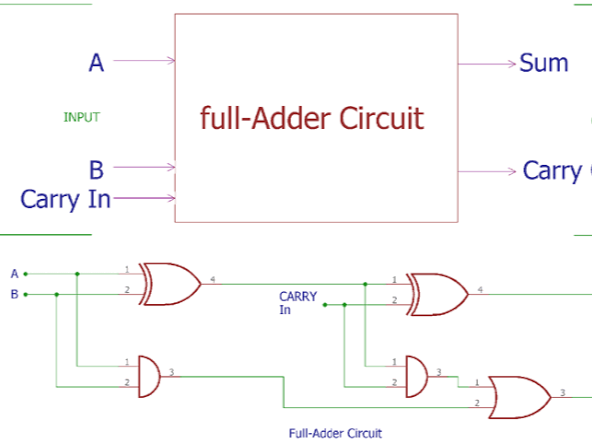 A
Sum
INPUT
full-Adder Circuit
B
Carry
Carry In
A 1 4
B 2
CARRY
In
1 4
2
1 3
2
1 3
2
1 3
2
Full-Adder Circuit